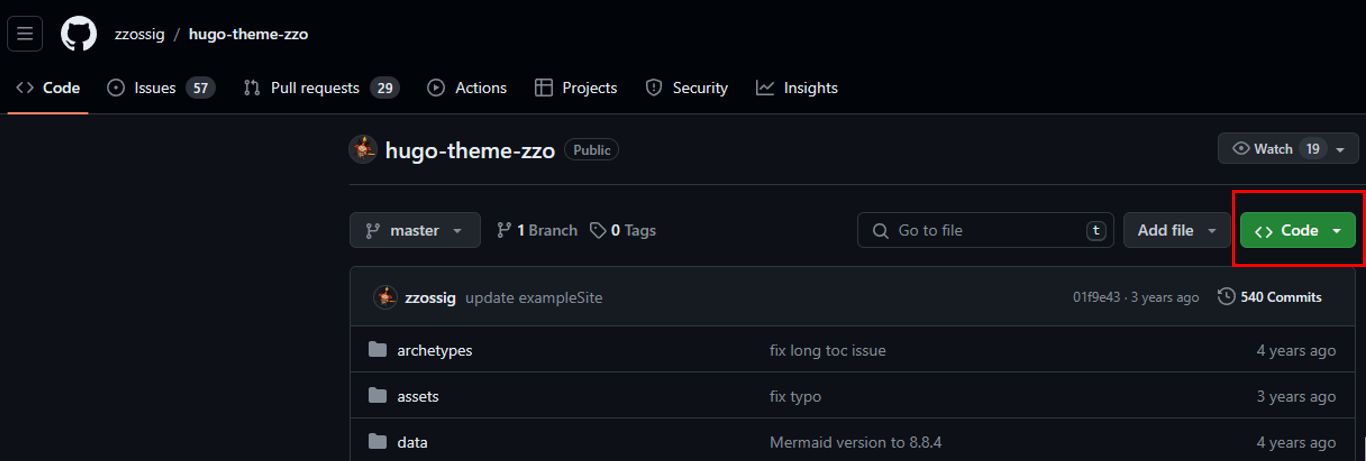 zzossig / hugo-theme-zzo
Code Issues 57 Pull requests 29 Actions Projects Security Insights
hugo-theme-zzo Public Watch 19
master 1 Branch 0 Tags Go to file t Add file Code
zzossig update exampleSite 01f9e43 · 3 years ago 540 Commits
archetypes fix long toc issue 4 years ago
assets fix typo 3 years ago
data Mermaid version to 8.8.4 4 years ago